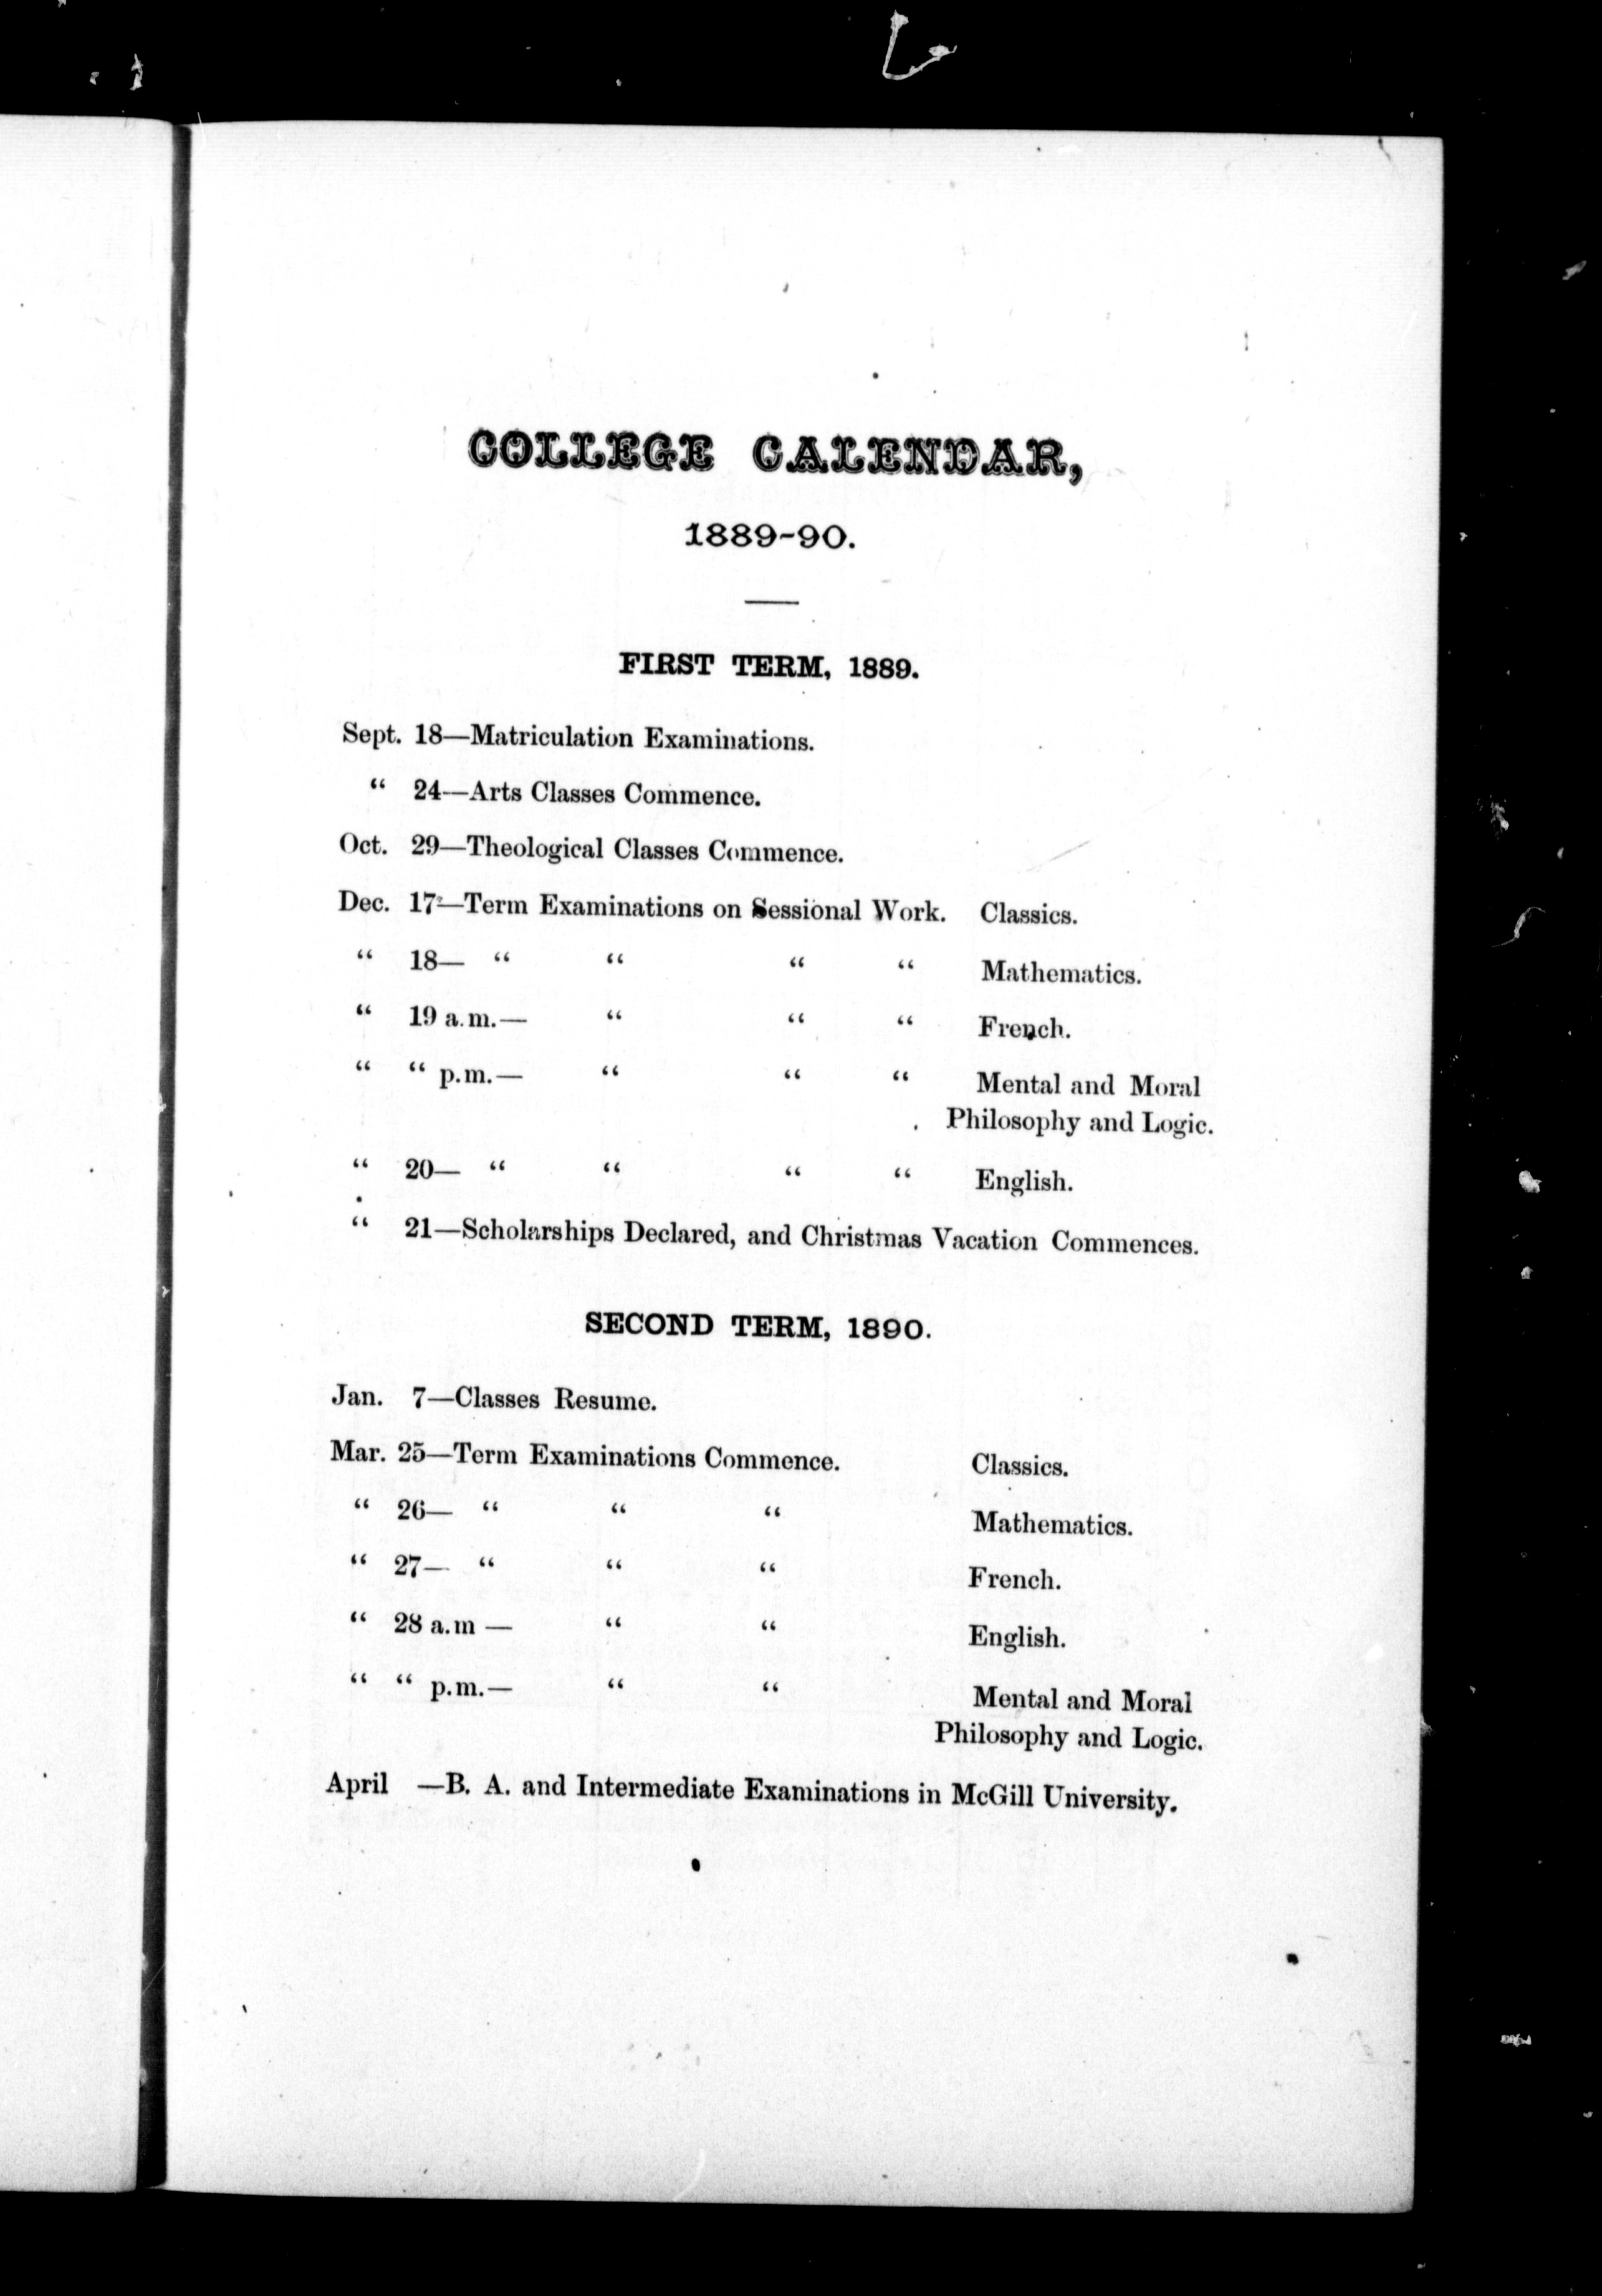 COLLEGE CALENDAR,
1889-90.
FIRST TERM, 1889.
Sept. 18—Matriculation Examinations.
“ 24—Arts Classes Commence.
Oct. 29—Theological Classes Commence.
Dec. 17—Term Examinations on Sessional Work. Classics.
“ 18— “ “ “ “ Mathematics.
“ 19 a.m.— “ “ “ French.
“ “ p.m.— “ “ “ Mental and Moral
Philosophy and Logic.
“ 20— “ “ “ “ English.
“ 21—Scholarships Declared, and Christmas Vacation Commences.
SECOND TERM, 1890.
Jan. 7—Classes Resume.
Mar. 25—Term Examinations Commence. Classics.
“ 26— “ “ “ Mathematics.
“ 27— “ “ “ French.
“ 28 a.m — “ “ English.
“ “ p.m.— “ “ Mental and Moral
Philosophy and Logic.
April —B. A. and Intermediate Examinations in McGill University.